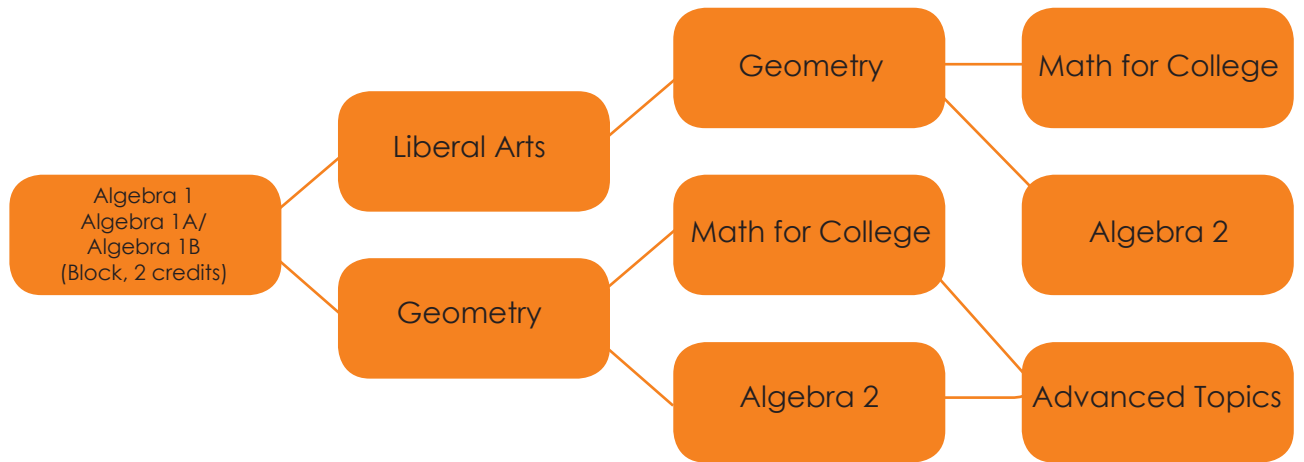 Algebra 1
Algebra 1A/
Algebra 1B
(Block, 2 credits)
Liberal Arts
Geometry
Geometry
Math for College
Algebra 2
Math for College
Algebra 2
Advanced Topics